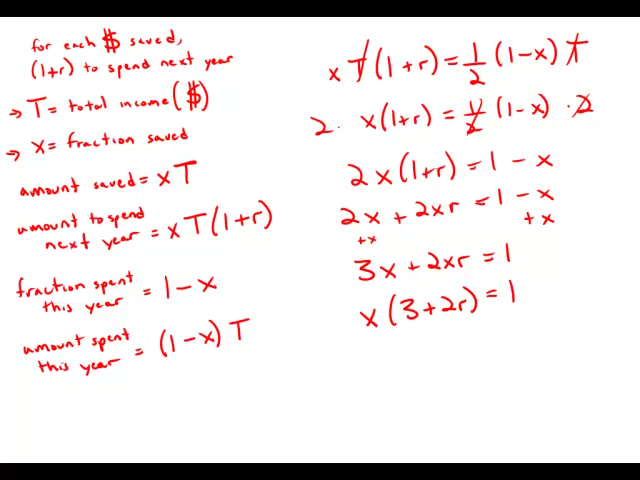 for each $ saved,
(1+r) to spend next year
→ T = total income ($)
→ x = fraction saved
amount saved = x T
amount to spend
next year = x T (1+r)
fraction spent
this year = 1 - x
amount spent
this year = (1 - x) T
x T (1+r) = 1/2 (1-x) T
2 · x(1+r) = 1/2 (1-x) · 2
2x(1+r) = 1 - x
2x + 2xr = 1 - x
+x +x
3x + 2xr = 1
x (3 + 2r) = 1